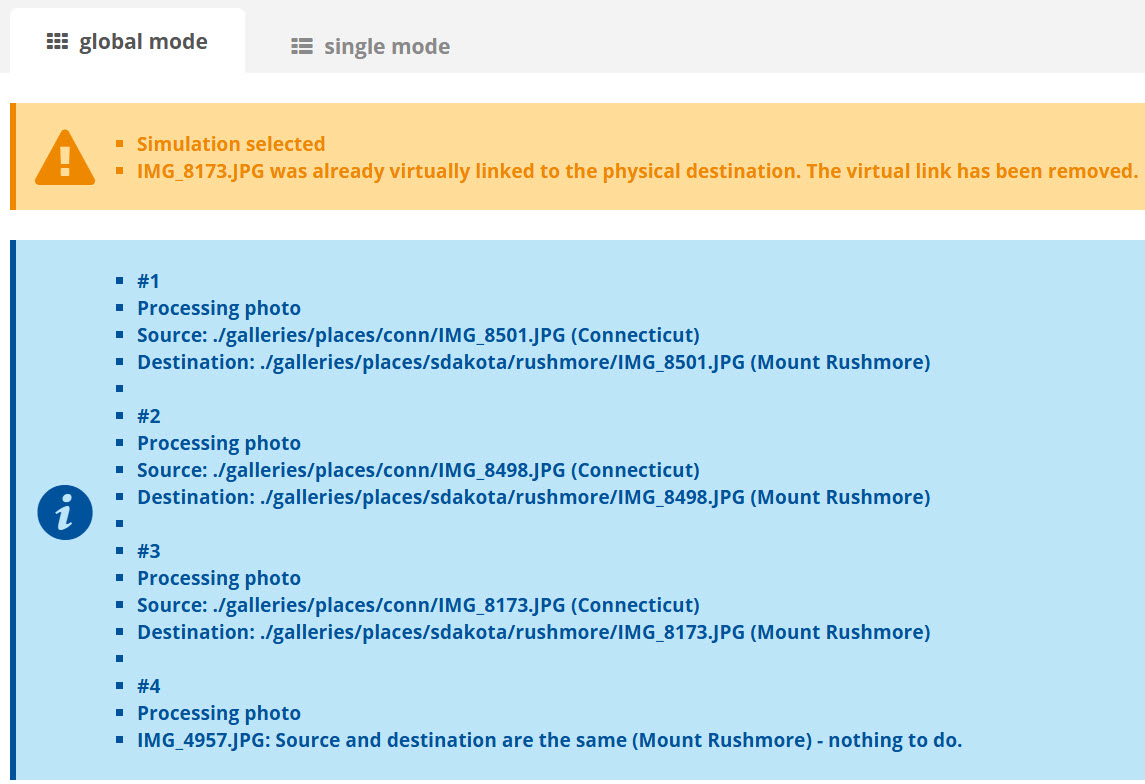 global mode
single mode
Simulation selected
IMG_8173.JPG was already virtually linked to the physical destination. The virtual link has been removed.
#1
Processing photo
Source: ./galleries/places/conn/IMG_8501.JPG (Connecticut)
Destination: ./galleries/places/sdakota/rushmore/IMG_8501.JPG (Mount Rushmore)
#2
Processing photo
Source: ./galleries/places/conn/IMG_8498.JPG (Connecticut)
Destination: ./galleries/places/sdakota/rushmore/IMG_8498.JPG (Mount Rushmore)
#3
Processing photo
Source: ./galleries/places/conn/IMG_8173.JPG (Connecticut)
Destination: ./galleries/places/sdakota/rushmore/IMG_8173.JPG (Mount Rushmore)
#4
Processing photo
IMG_4957.JPG: Source and destination are the same (Mount Rushmore) - nothing to do.